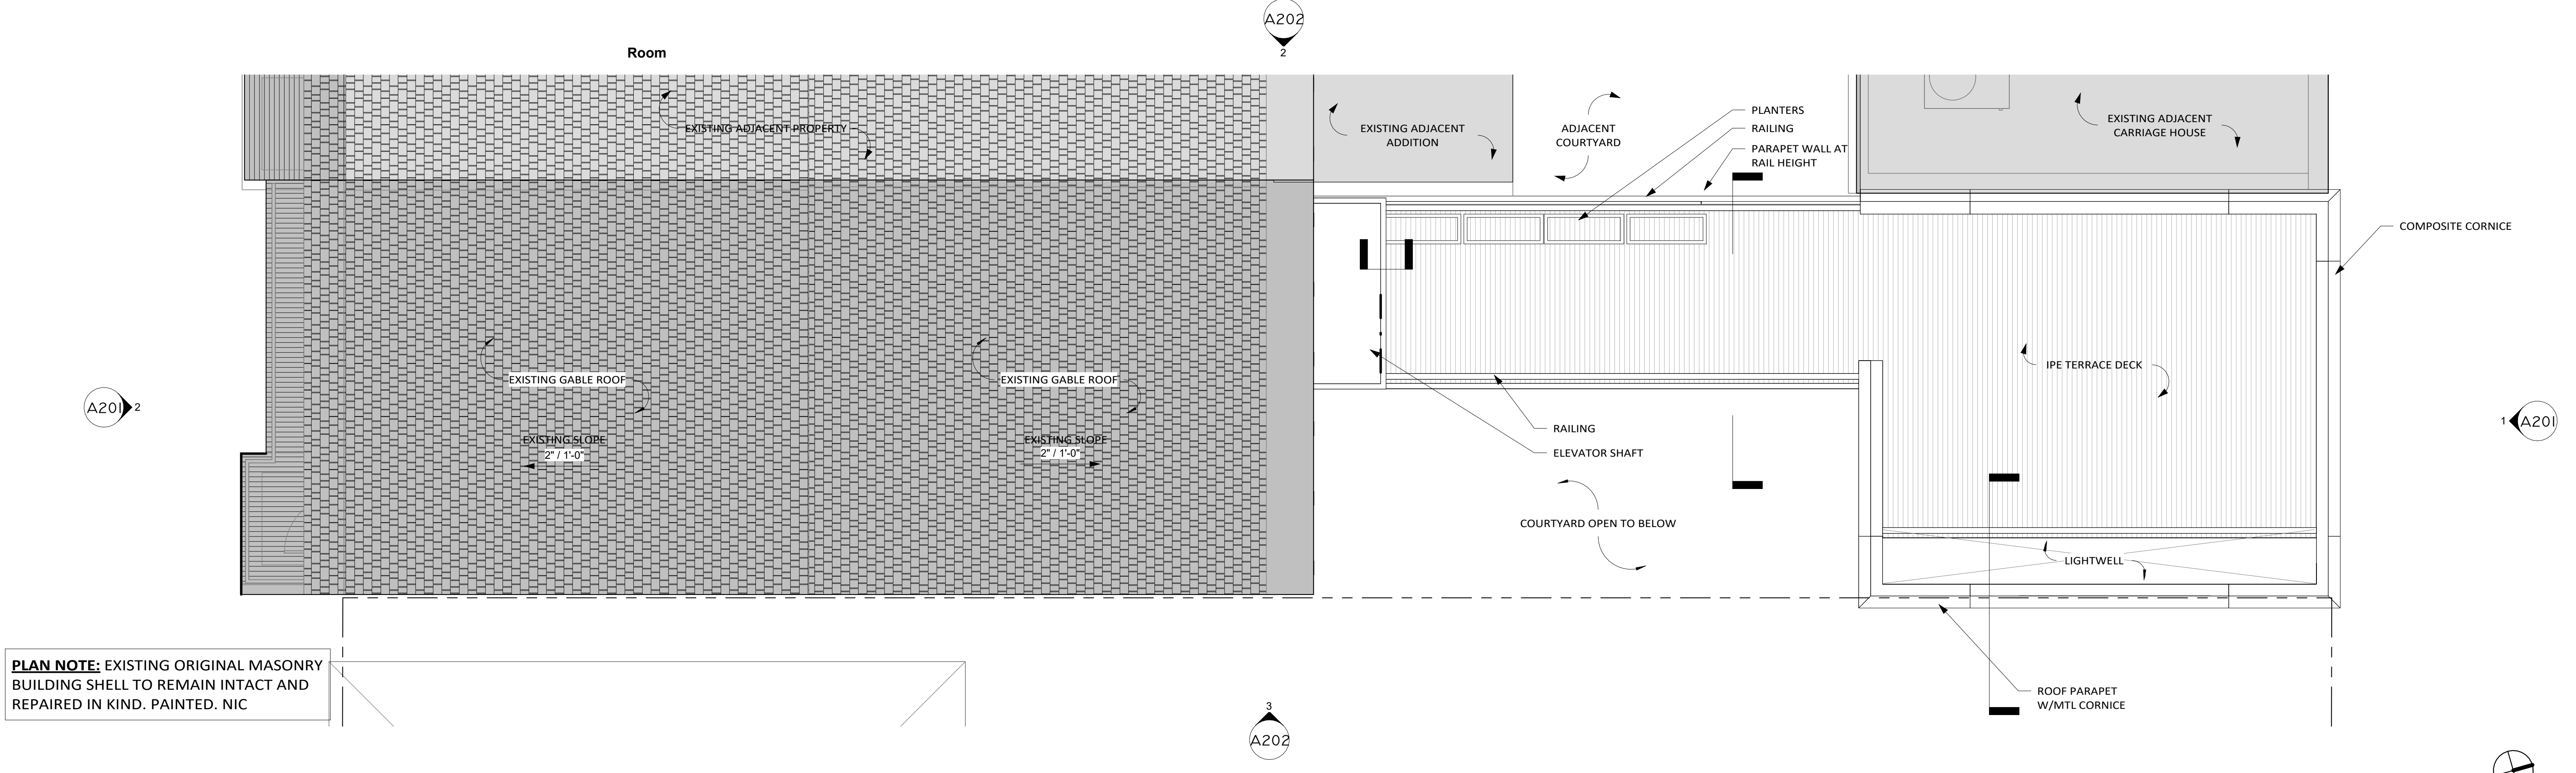 A202
2
Room
EXISTING ADJACENT PROPERTY
EXISTING ADJACENT
ADDITION
ADJACENT
COURTYARD
PLANTERS
RAILING
PARAPET WALL AT
RAIL HEIGHT
EXISTING ADJACENT
CARRIAGE HOUSE
COMPOSITE CORNICE
EXISTING GABLE ROOF
EXISTING GABLE ROOF
IPE TERRACE DECK
A201
2
1
A201
EXISTING SLOPE
2" / 1'-0"
EXISTING SLOPE
2" / 1'-0"
RAILING
ELEVATOR SHAFT
COURTYARD OPEN TO BELOW
LIGHTWELL
PLAN NOTE: EXISTING ORIGINAL MASONRY
BUILDING SHELL TO REMAIN INTACT AND
REPAIRED IN KIND. PAINTED. NIC
ROOF PARAPET
W/MTL CORNICE
3
A202